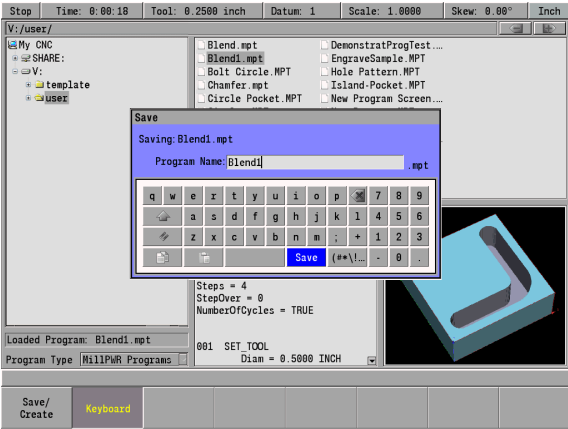 Stop Time: 0:00:18 Tool: 0.2500 inch Datum: 1 Scale: 1.0000 Skew: 0.00° Inch
V:/user/
My CNC
SHARE:
V:
template
user
Blend.mpt
Blend1.mpt
Bolt Circle.MPT
Chamfer.mpt
Circle Pocket.MPT
DemonstratProgTest....
EngraveSample.MPT
Hole Pattern.MPT
Island-Pocket.MPT
New Program Screen....
Save
Saving:Blend1.mpt
Program Name: Blend1 .mpt
q w e r t y u i o p 7 8 9
a s d f g h j k l 4 5 6
z x c v b n m ; + 1 2 3
Save (#*\!... - 0 .
Steps = 4
StepOver = 0
NumberOfCycles = TRUE
001 SET_TOOL
Diam = 0.5000 INCH
Loaded Program: Blend1.mpt
Program Type MillPWR Programs
Save/
Create
Keyboard